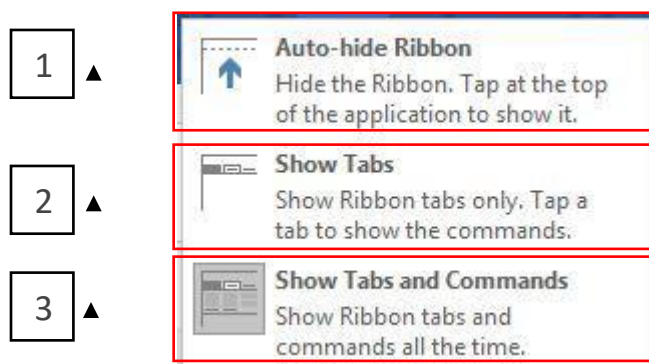 1 ▲
Auto-hide Ribbon
Hide the Ribbon. Tap at the top
of the application to show it.
2 ▲
Show Tabs
Show Ribbon tabs only. Tap a
tab to show the commands.
3 ▲
Show Tabs and Commands
Show Ribbon tabs and
commands all the time.